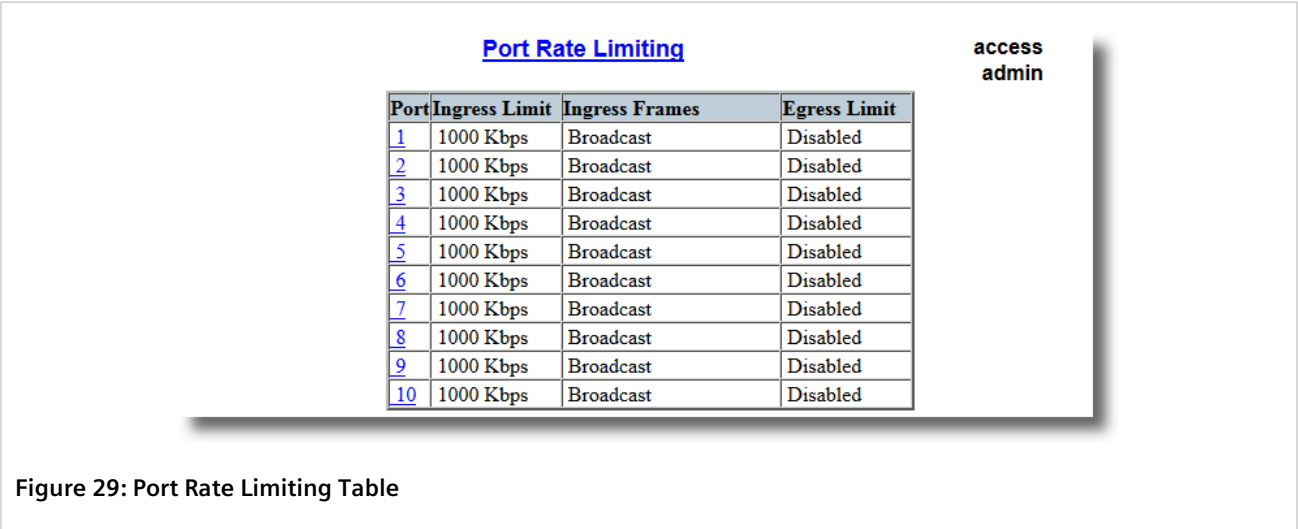 Port Rate Limiting
access
admin
Port Ingress Limit Ingress Frames Egress Limit
1 1000 Kbps Broadcast Disabled
2 1000 Kbps Broadcast Disabled
3 1000 Kbps Broadcast Disabled
4 1000 Kbps Broadcast Disabled
5 1000 Kbps Broadcast Disabled
6 1000 Kbps Broadcast Disabled
7 1000 Kbps Broadcast Disabled
8 1000 Kbps Broadcast Disabled
9 1000 Kbps Broadcast Disabled
10 1000 Kbps Broadcast Disabled
Figure 29: Port Rate Limiting Table